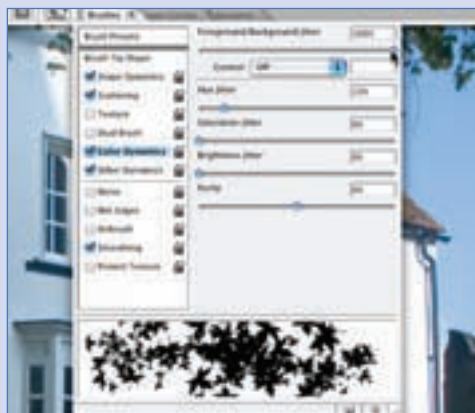 Brushes
Brush Presets
Brush Tip Shape
Shape Dynamics
Scattering
Texture
Dual Brush
Color Dynamics
Other Dynamics
Noise
Wet Edges
Airbrush
Smoothing
Protect Texture
Foreground/Background Jitter
Control: Off
Hue Jitter
Saturation Jitter
Brightness Jitter
Purity